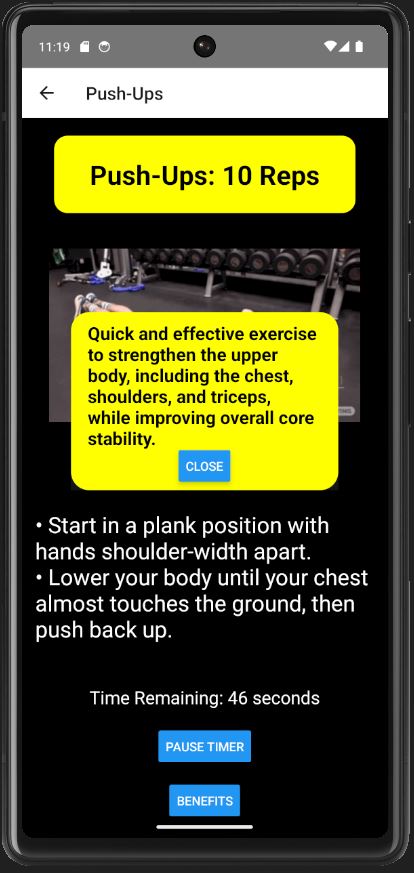 11:19
Push-Ups
Push-Ups: 10 Reps
Quick and effective exercise
to strengthen the upper
body, including the chest,
shoulders, and triceps,
while improving overall core
stability.
CLOSE
• Start in a plank position with
hands shoulder-width apart.
• Lower your body until your chest
almost touches the ground, then
push back up.
Time Remaining: 46 seconds
PAUSE TIMER
BENEFITS